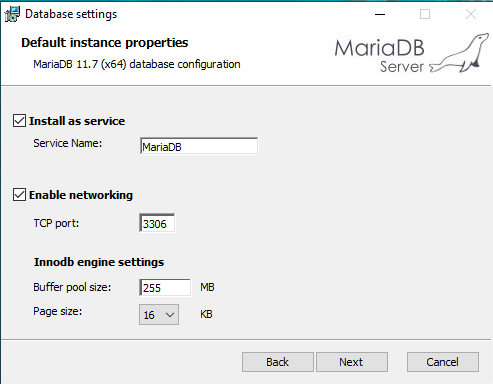 Database settings
Default instance properties
MariaDB 11.7 (x64) database configuration
MariaDB
Server
Install as service
Service Name: MariaDB
Enable networking
TCP port: 3306
Innodb engine settings
Buffer pool size: 255 MB
Page size: 16 KB
Back Next Cancel